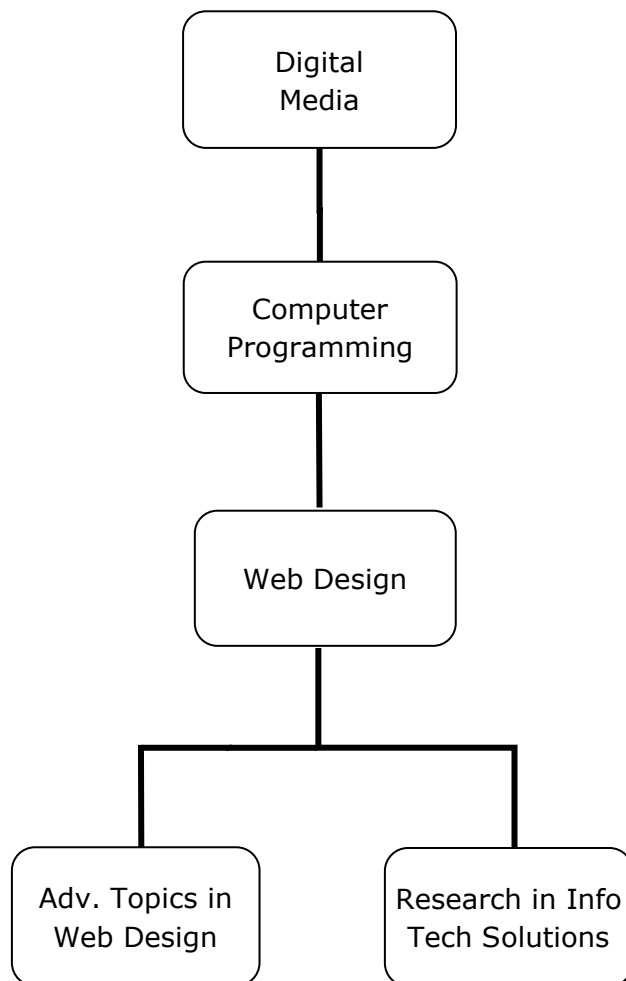 Digital
Media
Computer
Programming
Web Design
Adv. Topics in
Web Design
Research in Info
Tech Solutions